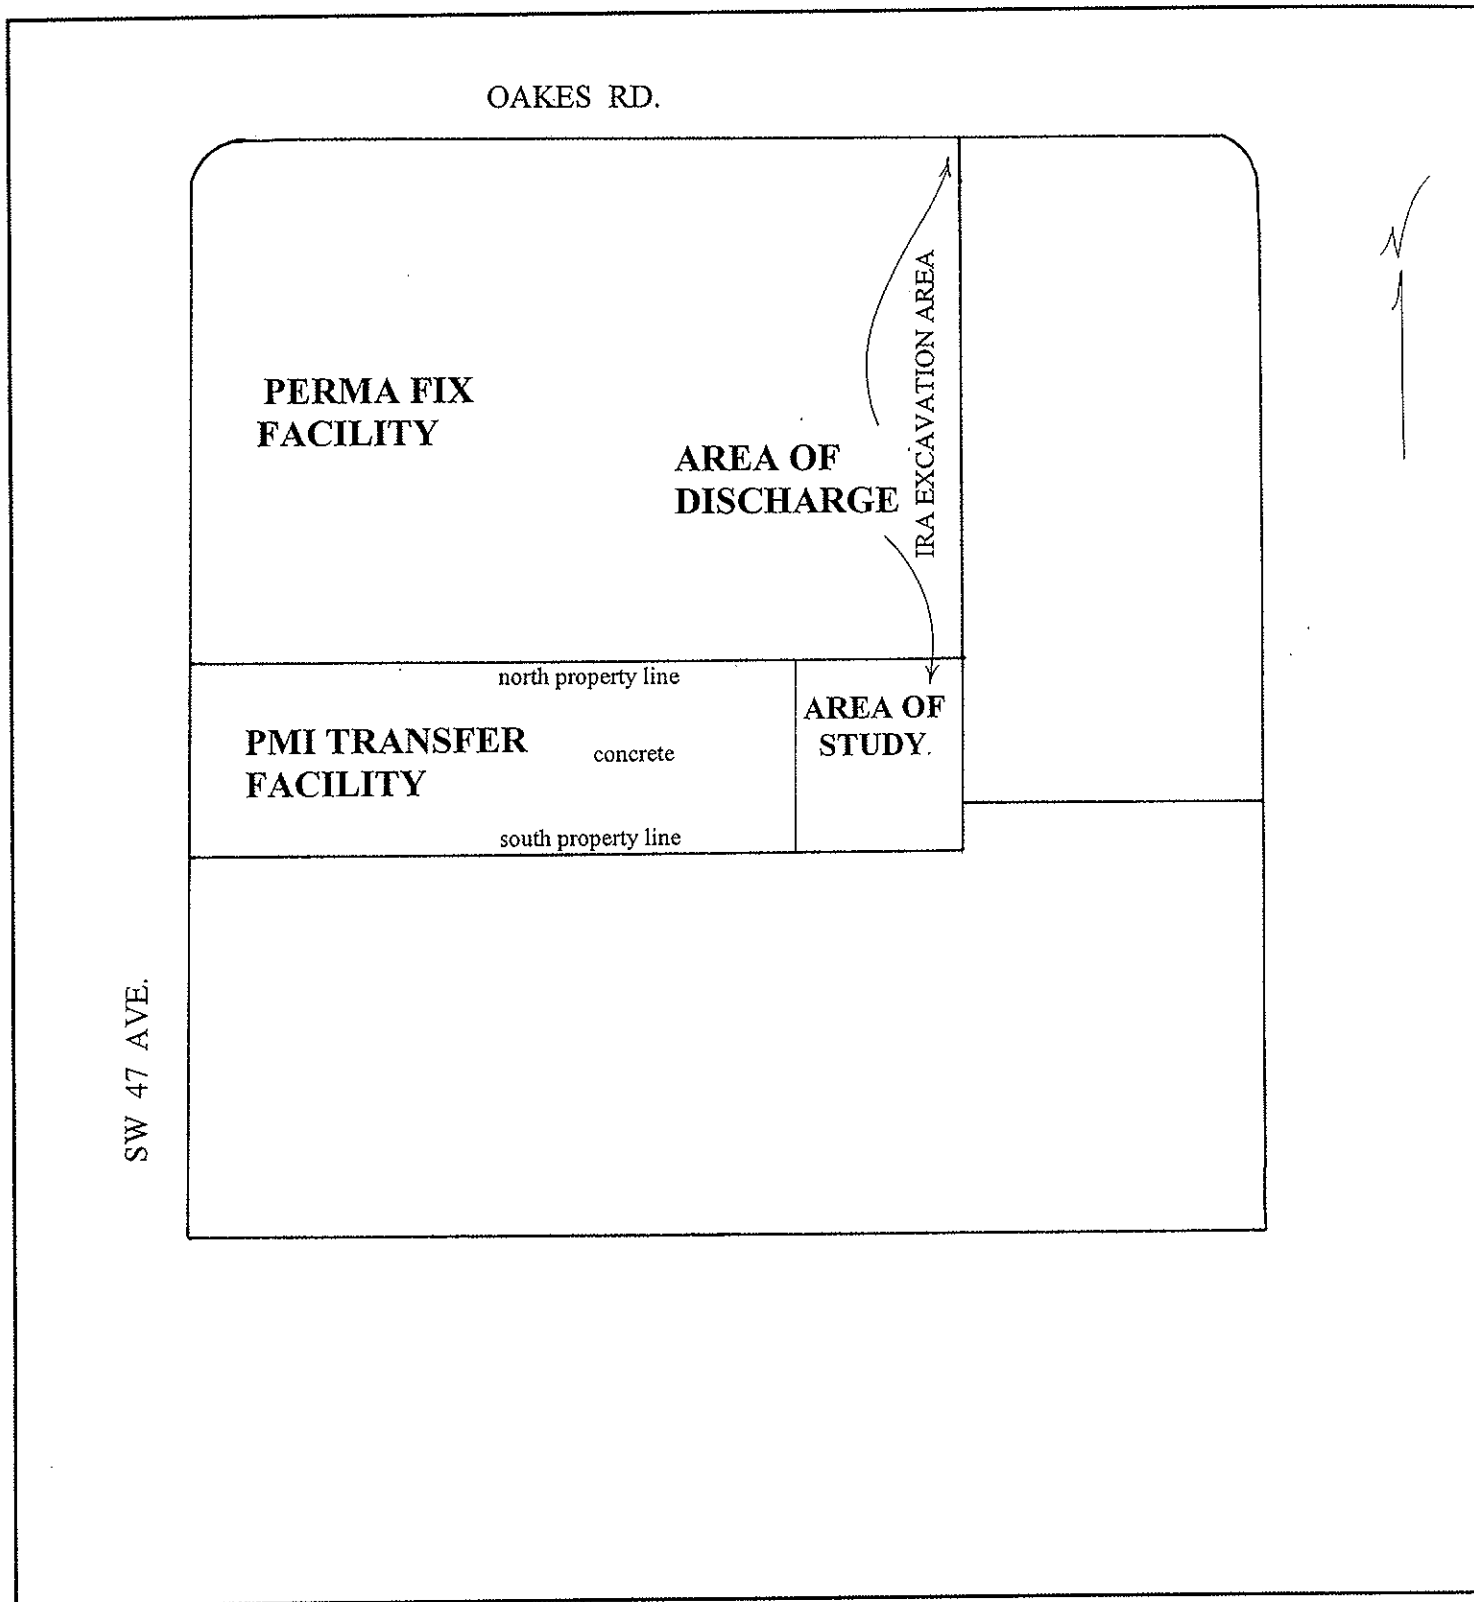 OAKES RD.
N
IRA EXCAVATION AREA
PERMA FIX
FACILITY
AREA OF
DISCHARGE
north property line
AREA OF
STUDY.
PMI TRANSFER
FACILITY
concrete
south property line
SW 47 AVE.